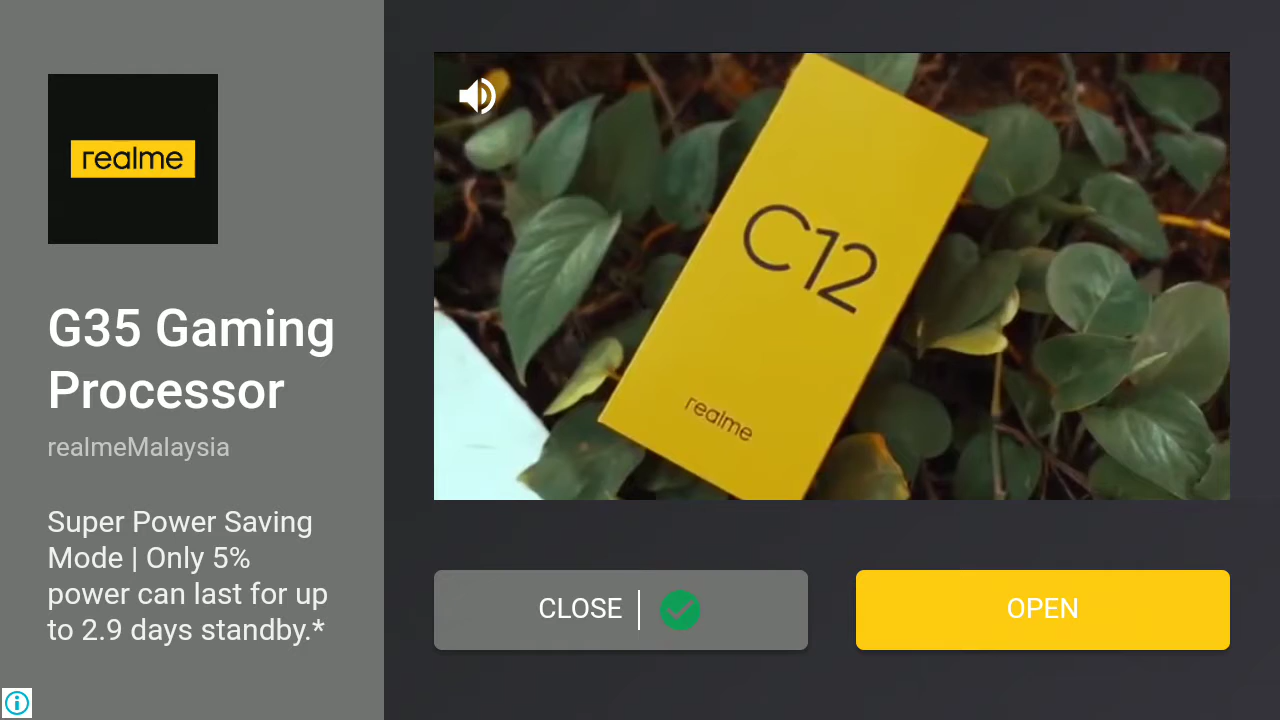 realme
G35 Gaming
Processor
realmeMalaysia
Super Power Saving
Mode | Only 5%
power can last for up
to 2.9 days standby.*
C12
realme
CLOSE
OPEN